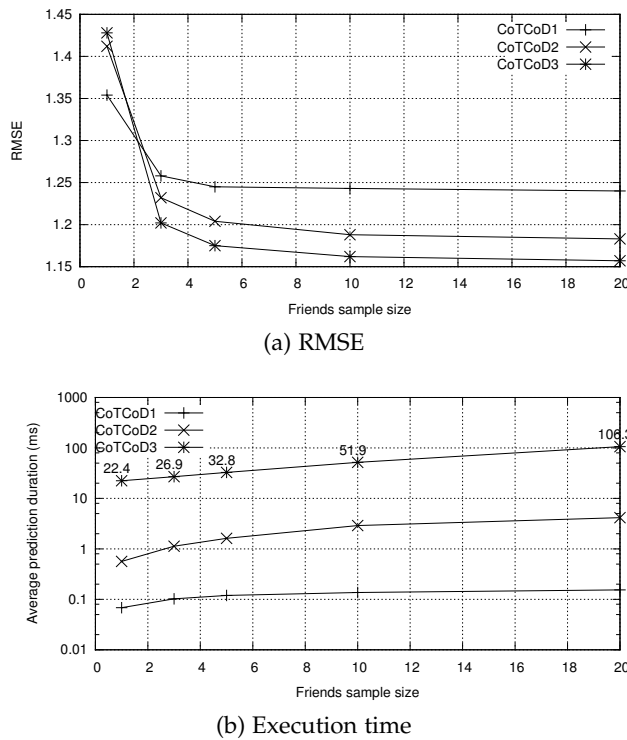 1.45
1.4
1.35
1.3
1.25
1.2
1.15
RMSE
CoTCoD1
CoTCoD2
CoTCoD3
0 2 4 6 8 10 12 14 16 18 20
Friends sample size
(a) RMSE
1000
100
10
1
0.1
0.01
Average prediction duration (ms)
CoTCoD1
CoTCoD2
CoTCoD3
22.4 26.9 32.8 51.9 106.3
0 2 4 6 8 10 12 14 16 18 20
Friends sample size
(b) Execution time